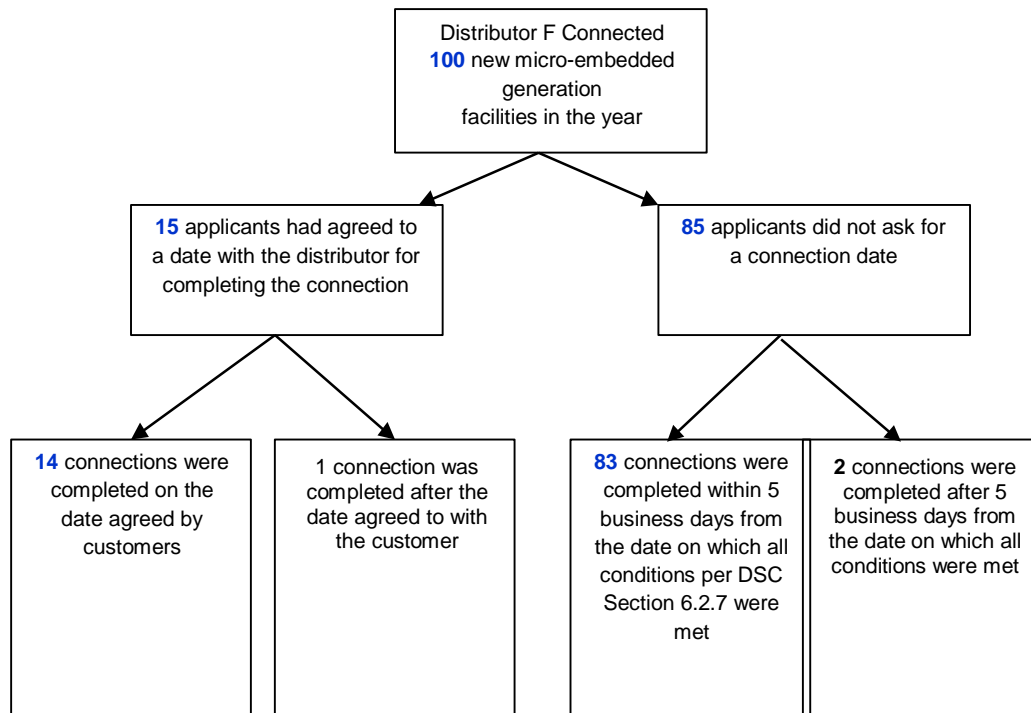 Distributor F Connected
100 new micro-embedded
generation
facilities in the year
15 applicants had agreed to
a date with the distributor for
completing the connection
85 applicants did not ask for
a connection date
14 connections were
completed on the
date agreed by
customers
1 connection was
completed after the
date agreed to with
the customer
83 connections were
completed within 5
business days from
the date on which all
conditions per DSC
Section 6.2.7 were
met
2 connections were
completed after 5
business days from
the date on which all
conditions were met